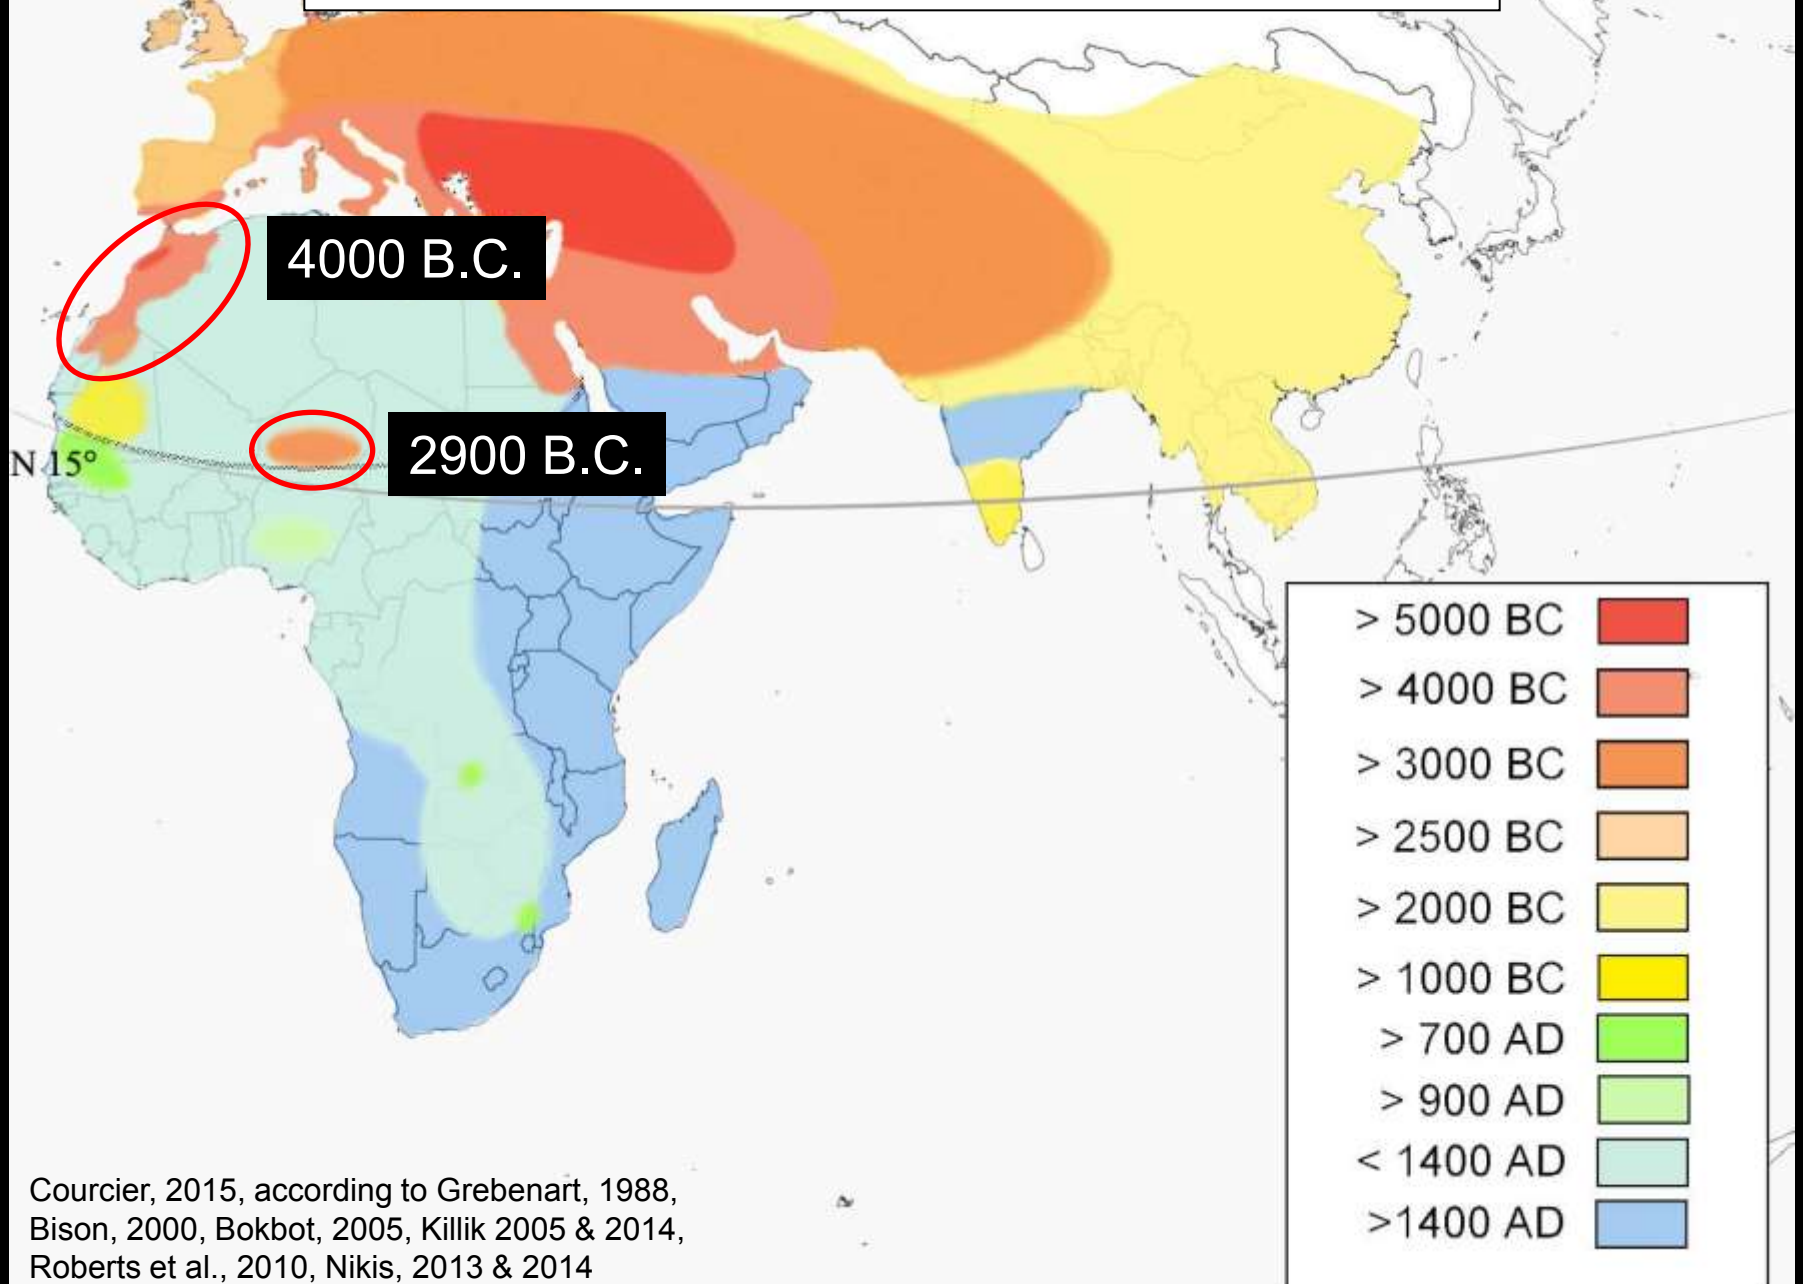 4000 B.C.
2900 B.C.
N 15°
> 5000 BC
> 4000 BC
> 3000 BC
> 2500 BC
> 2000 BC
> 1000 BC
> 700 AD
> 900 AD
< 1400 AD
>1400 AD
Courcier, 2015, according to Grebenart, 1988,
Bison, 2000, Bokbot, 2005, Killik 2005 & 2014,
Roberts et al., 2010, Nikis, 2013 & 2014